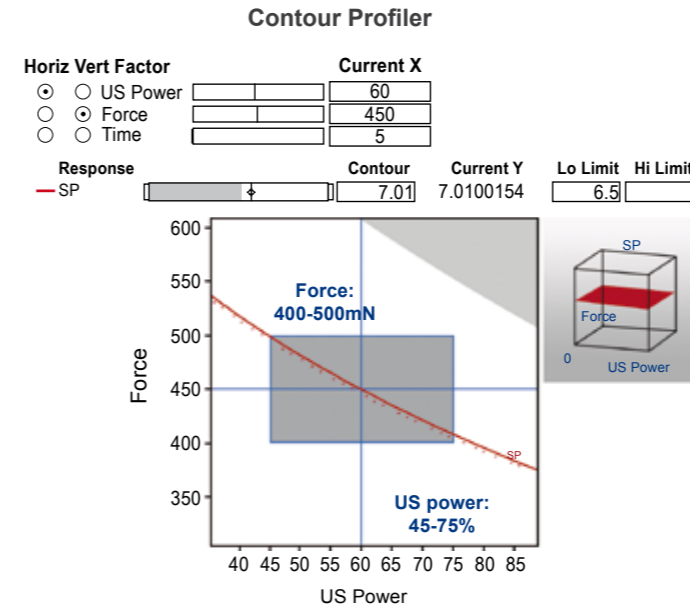 Contour Profiler
Horiz Vert Factor Current X
US Power 60
Force 450
Time 5
Response Contour Current Y Lo Limit Hi Limit
SP 7.01 7.0100154 6.5
600
550
500
450
400
350
Force
Force:
400-500mN
SP
US power:
45-75%
40 45 50 55 60 65 70 75 80 85
US Power
SP
Force
0
US Power